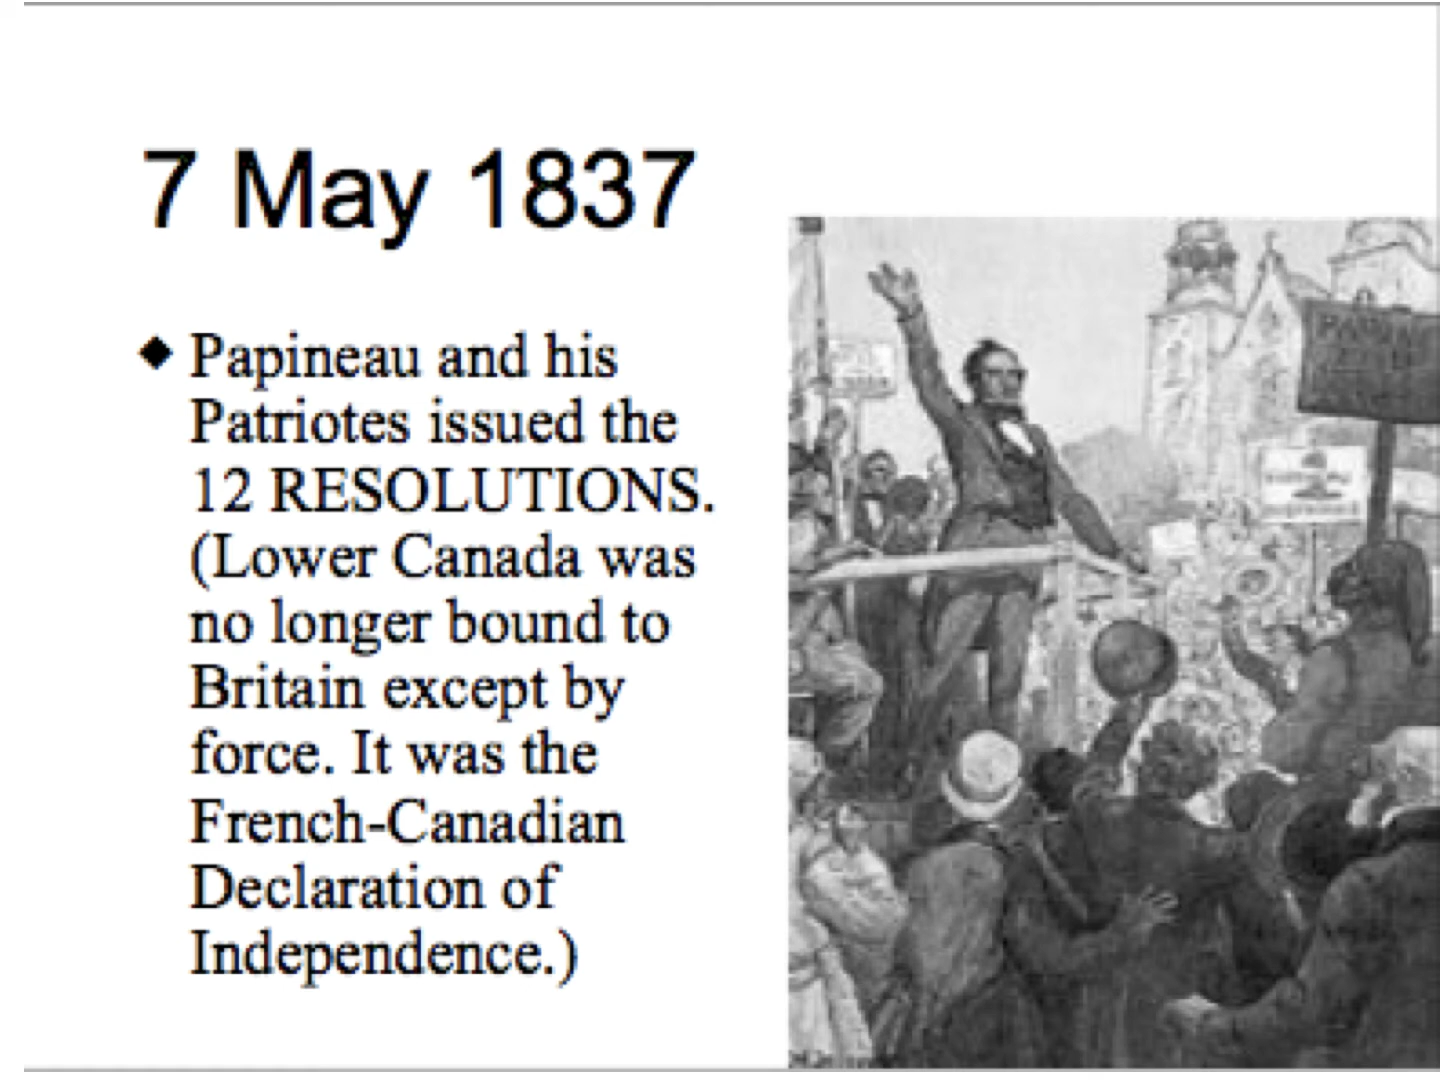 7 May 1837
◆ Papineau and his
Patriotes issued the
12 RESOLUTIONS.
(Lower Canada was
no longer bound to
Britain except by
force. It was the
French-Canadian
Declaration of
Independence.)